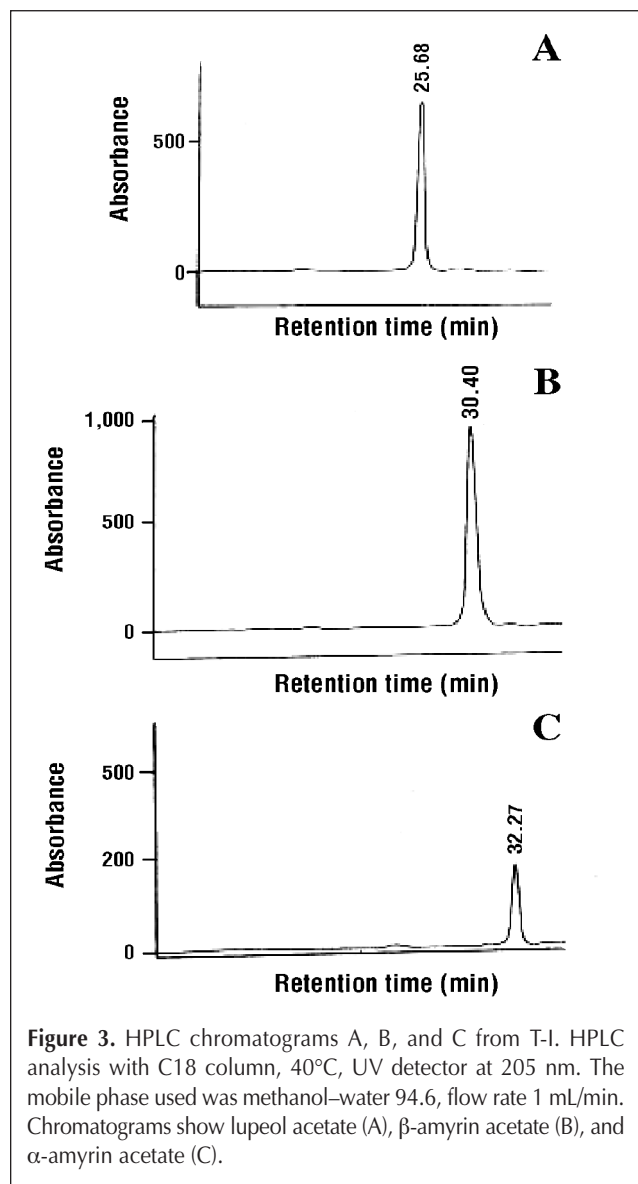 A
25.68
Absorbance
500
0
Retention time (min)
B
30.40
1,000
Absorbance
500
0
Retention time (min)
C
32.27
500
Absorbance
200
0
Retention time (min)
Figure 3. HPLC chromatograms A, B, and C from T-I. HPLC
analysis with C18 column, 40°C, UV detector at 205 nm. The
mobile phase used was methanol–water 94.6, flow rate 1 mL/min.
Chromatograms show lupeol acetate (A), β-amyrin acetate (B), and
α-amyrin acetate (C).